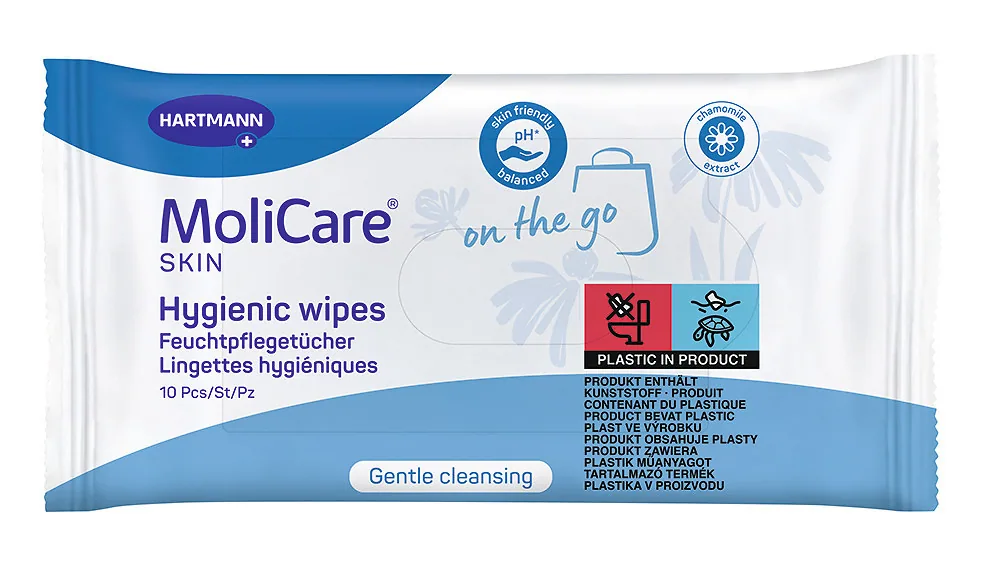 HARTMANN
skin friendly
pH*
balanced
chamomile
extract
MoliCare®
SKIN
on the go
Hygienic wipes
Feuchtpflegetücher
Lingettes hygiéniques
10 Pcs/St/Pz
PLASTIC IN PRODUCT
PRODUKT ENTHÄLT
KUNSTSTOFF · PRODUIT
CONTENANT DU PLASTIQUE
PRODUCT BEVAT PLASTIC
PLAST VE VÝROBKU
PRODUKT OBSAHUJE PLASTY
PRODUKT ZAWIERA
PLASTIK MŰANYAGOT
TARTALMAZÓ TERMÉK
PLASTIKA V PROIZVODU
Gentle cleansing